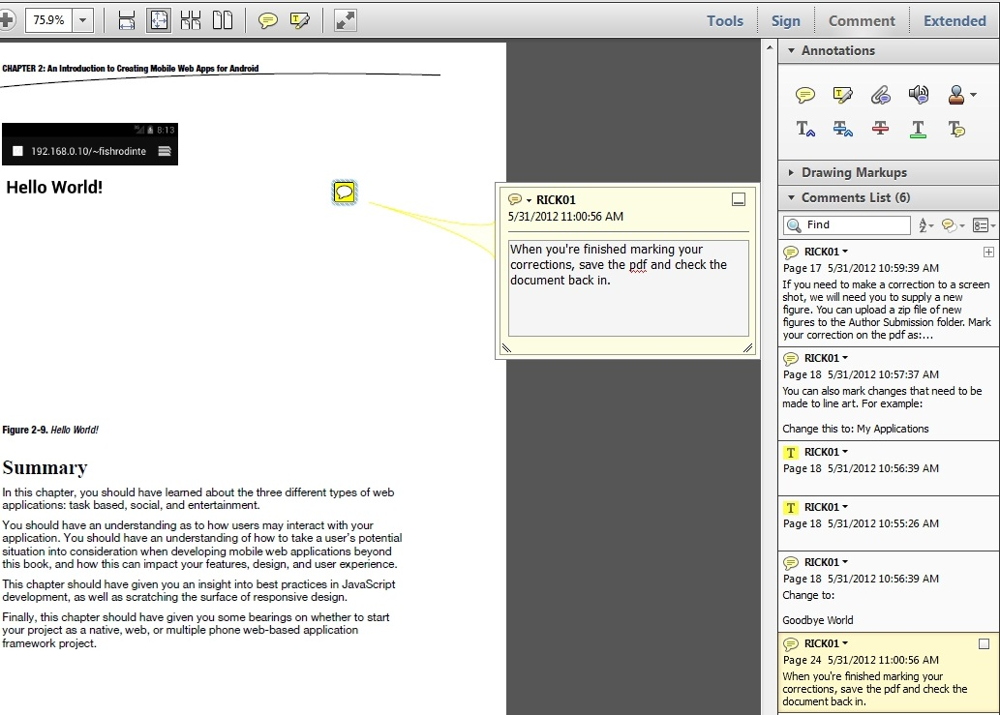 75.9%
Tools
Sign
Comment
Extended
CHAPTER 2: An Introduction to Creating Mobile Web Apps for Android
8:13
192.168.0.10/~fishrodinte
Hello World!
RICK01
5/31/2012 11:00:56 AM
When you're finished marking your
corrections, save the pdf and check the
document back in.
Figure 2-9. Hello World!
Summary
In this chapter, you should have learned about the three different types of web
applications: task based, social, and entertainment.
You should have an understanding as to how users may interact with your
application. You should have an understanding of how to take a user's potential
situation into consideration when developing mobile web applications beyond
this book, and how this can impact your features, design, and user experience.
This chapter should have given you an insight into best practices in JavaScript
development, as well as scratching the surface of responsive design.
Finally, this chapter should have given you some bearings on whether to start
your project as a native, web, or multiple phone web-based application
framework project.
Annotations
Drawing Markups
Comments List (6)
Find
RICK01
Page 17 5/31/2012 10:59:39 AM
If you need to make a correction to a screen
shot, we will need you to supply a new
figure. You can upload a zip file of new
figures to the Author Submission folder. Mark
your correction on the pdf as:...
RICK01
Page 18 5/31/2012 10:57:37 AM
You can also mark changes that need to be
made to line art. For example:
Change this to: My Applications
RICK01
Page 18 5/31/2012 10:56:39 AM
RICK01
Page 18 5/31/2012 10:55:26 AM
RICK01
Page 18 5/31/2012 10:56:39 AM
Change to:
Goodbye World
RICK01
Page 24 5/31/2012 11:00:56 AM
When you're finished marking your
corrections, save the pdf and check the
document back in.